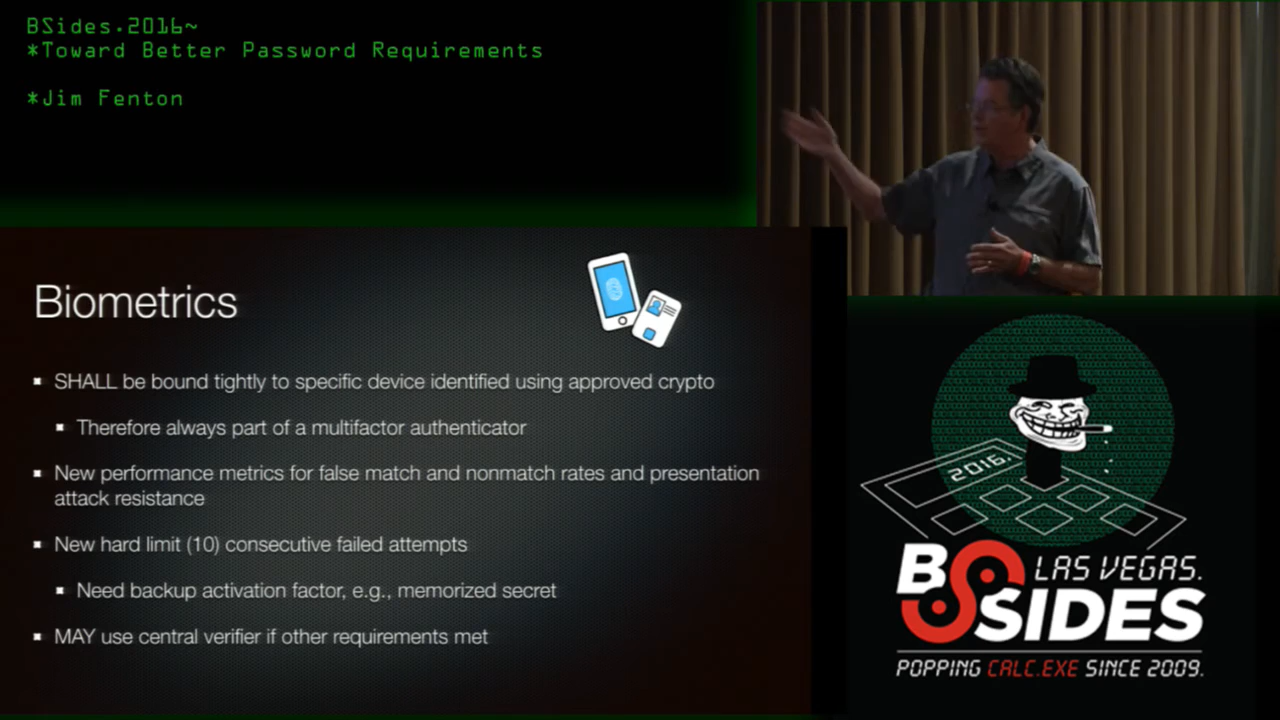 BSides.2016~
*Toward Better Password Requirements
*Jim Fenton
Biometrics
SHALL be bound tightly to specific device identified using approved crypto
Therefore always part of a multifactor authenticator
New performance metrics for false match and nonmatch rates and presentation
attack resistance
New hard limit (10) consecutive failed attempts
Need backup activation factor, e.g., memorized secret
MAY use central verifier if other requirements met
2016.
BSIDES
LAS VEGAS.
POPPING CALC.EXE SINCE 2009.